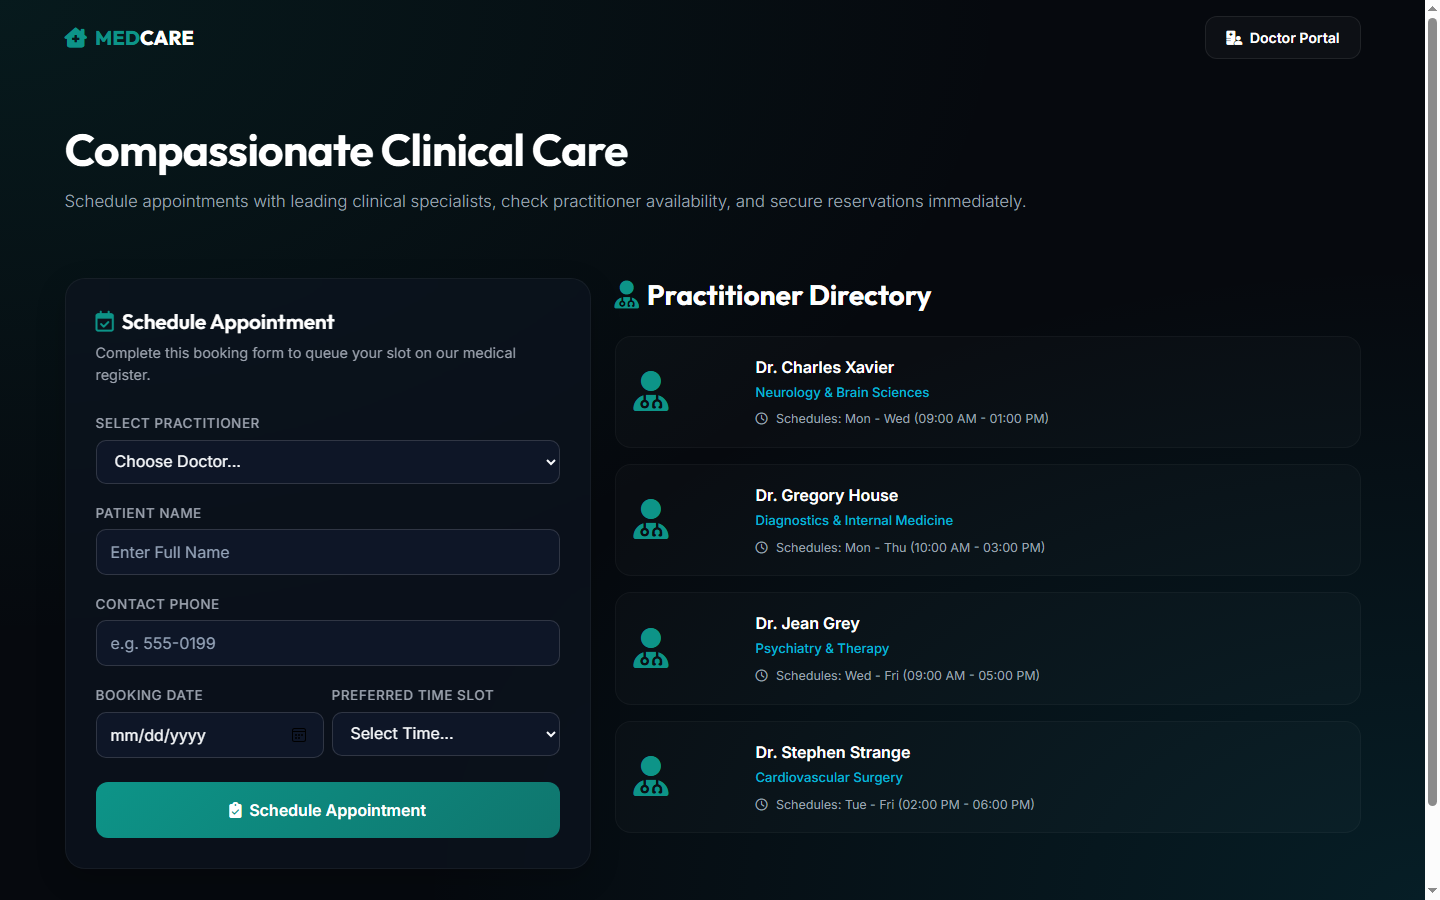 MEDCARE
Doctor Portal
Compassionate Clinical Care
Schedule appointments with leading clinical specialists, check practitioner availability, and secure reservations immediately.
Schedule Appointment
Complete this booking form to queue your slot on our medical
register.
SELECT PRACTITIONER
Choose Doctor...
PATIENT NAME
Enter Full Name
CONTACT PHONE
e.g. 555-0199
BOOKING DATE
PREFERRED TIME SLOT
mm/dd/yyyy
Select Time...
Schedule Appointment
Practitioner Directory
Dr. Charles Xavier
Neurology & Brain Sciences
Schedules: Mon - Wed (09:00 AM - 01:00 PM)
Dr. Gregory House
Diagnostics & Internal Medicine
Schedules: Mon - Thu (10:00 AM - 03:00 PM)
Dr. Jean Grey
Psychiatry & Therapy
Schedules: Wed - Fri (09:00 AM - 05:00 PM)
Dr. Stephen Strange
Cardiovascular Surgery
Schedules: Tue - Fri (02:00 PM - 06:00 PM)